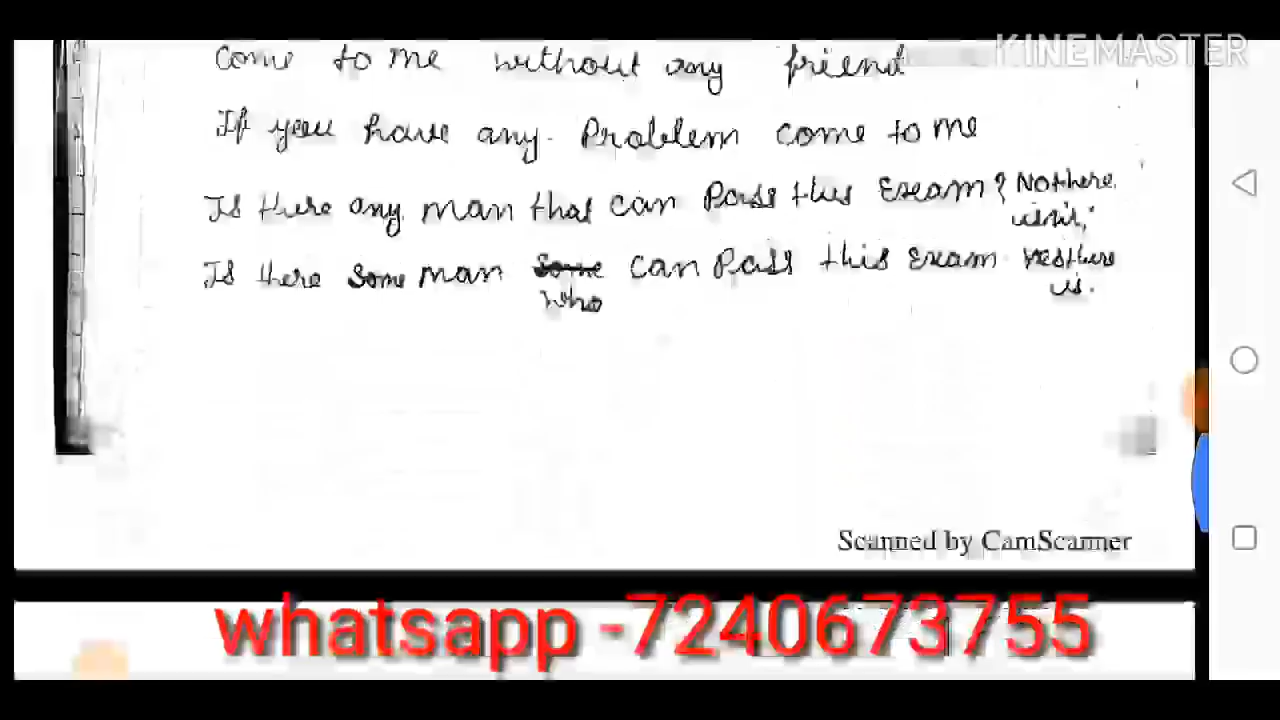 KINEMASTER
come to me without any friend
If you have any. Problem come to me
Is there any man that can Pass this Exam? No there
isn't,
Is there some man some can Pass this Exam Yes there
who is.
Scanned by CamScanner
whatsapp -7240673755